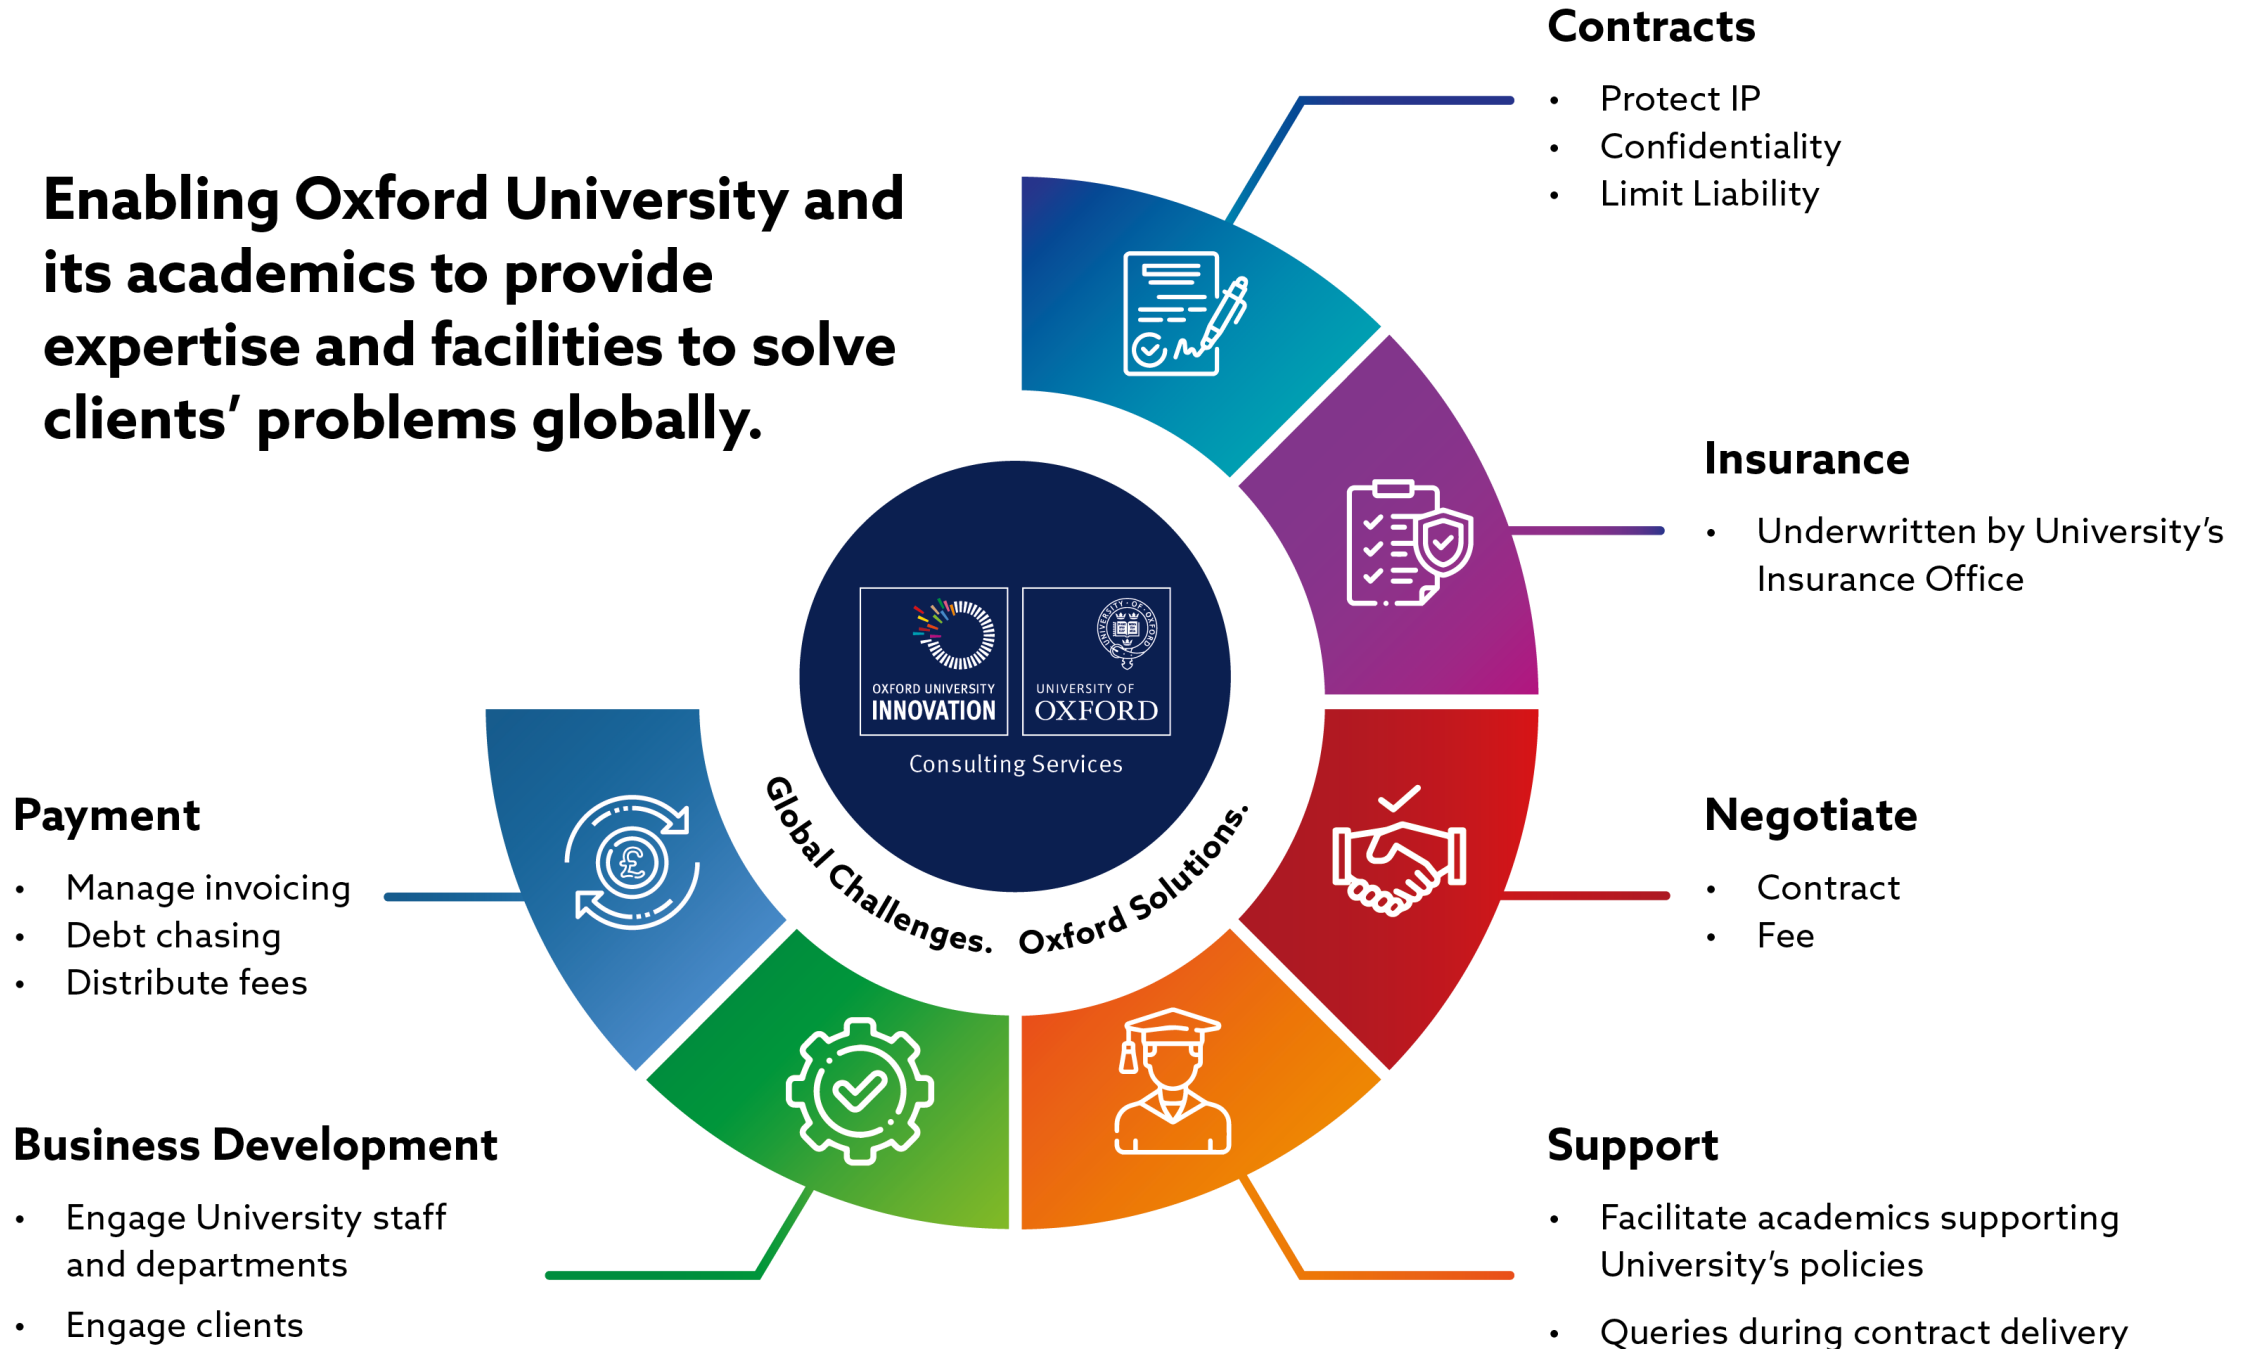 Enabling Oxford University and
its academics to provide
expertise and facilities to solve
clients’ problems globally.
Contracts
• Protect IP
• Confidentiality
• Limit Liability
Insurance
• Underwritten by University’s
Insurance Office
Negotiate
• Contract
• Fee
Support
• Facilitate academics supporting
University’s policies
• Queries during contract delivery
Business Development
• Engage University staff
and departments
• Engage clients
Payment
• Manage invoicing
• Debt chasing
• Distribute fees
OXFORD UNIVERSITY
INNOVATION
UNIVERSITY OF OXFORD
UNIVERSITY OF
OXFORD
Consulting Services
Global Challenges. Oxford Solutions.
£